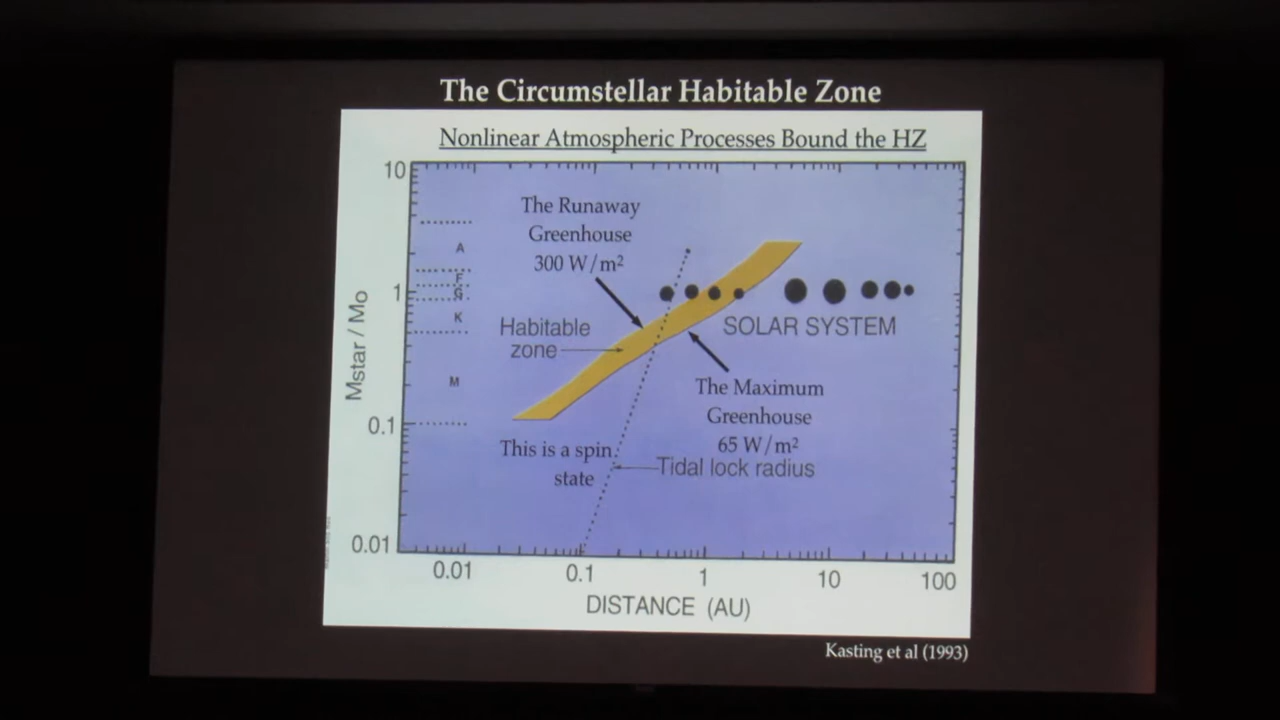 The Circumstellar Habitable Zone
Nonlinear Atmospheric Processes Bound the HZ
10
The Runaway
Greenhouse
300 W/m²
A
F
G
K
M
1
Mstar / Mo
Habitable
zone
SOLAR SYSTEM
The Maximum
Greenhouse
65 W/m²
0.1
This is a spin
state
Tidal lock radius
0.01
0.01
0.1
1
10
100
DISTANCE (AU)
Kasting et al (1993)